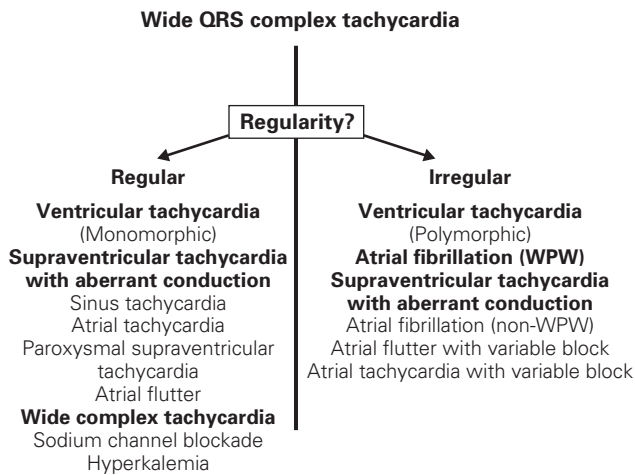 Wide QRS complex tachycardia
Regularity?
Regular
Ventricular tachycardia
(Monomorphic)
Supraventricular tachycardia
with aberrant conduction
Sinus tachycardia
Atrial tachycardia
Paroxysmal supraventricular
tachycardia
Atrial flutter
Wide complex tachycardia
Sodium channel blockade
Hyperkalemia
Irregular
Ventricular tachycardia
(Polymorphic)
Atrial fibrillation (WPW)
Supraventricular tachycardia
with aberrant conduction
Atrial fibrillation (non-WPW)
Atrial flutter with variable block
Atrial tachycardia with variable block